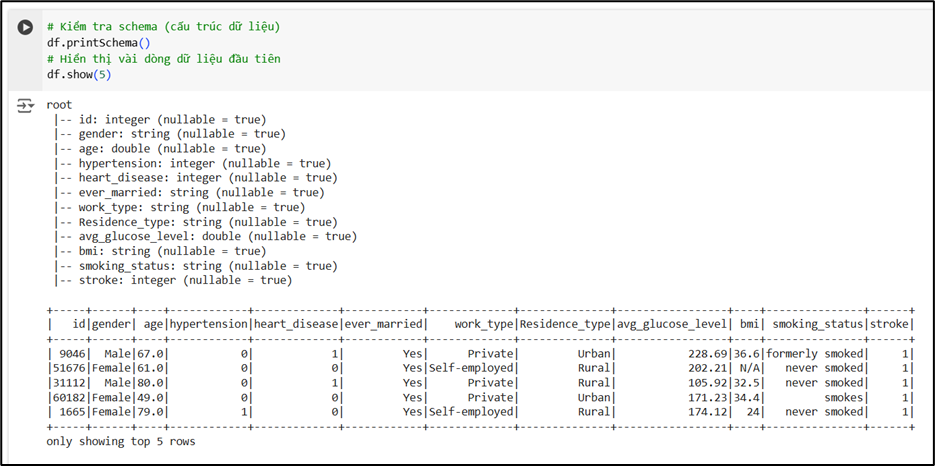 # Kiểm tra schema (cấu trúc dữ liệu)
df.printSchema()
# Hiển thị vài dòng dữ liệu đầu tiên
df.show(5)
root
 |-- id: integer (nullable = true)
 |-- gender: string (nullable = true)
 |-- age: double (nullable = true)
 |-- hypertension: integer (nullable = true)
 |-- heart_disease: integer (nullable = true)
 |-- ever_married: string (nullable = true)
 |-- work_type: string (nullable = true)
 |-- Residence_type: string (nullable = true)
 |-- avg_glucose_level: double (nullable = true)
 |-- bmi: string (nullable = true)
 |-- smoking_status: string (nullable = true)
 |-- stroke: integer (nullable = true)
+-----+------+----+------------+-------------+------------+-------------+--------------+-----------------+----+---------------+------+
|   id|gender| age|hypertension|heart_disease|ever_married|    work_type|Residence_type|avg_glucose_level| bmi| smoking_status|stroke|
+-----+------+----+------------+-------------+------------+-------------+--------------+-----------------+----+---------------+------+
| 9046|  Male|67.0|           0|            1|         Yes|      Private|         Urban|           228.69|36.6|formerly smoked|     1|
|51676|Female|61.0|           0|            0|         Yes|Self-employed|         Rural|           202.21| N/A|   never smoked|     1|
|31112|  Male|80.0|           0|            1|         Yes|      Private|         Rural|           105.92|32.5|   never smoked|     1|
|60182|Female|49.0|           0|            0|         Yes|      Private|         Urban|           171.23|34.4|         smokes|     1|
| 1665|Female|79.0|           1|            0|         Yes|Self-employed|         Rural|           174.12|  24|   never smoked|     1|
+-----+------+----+------------+-------------+------------+-------------+--------------+-----------------+----+---------------+------+
only showing top 5 rows